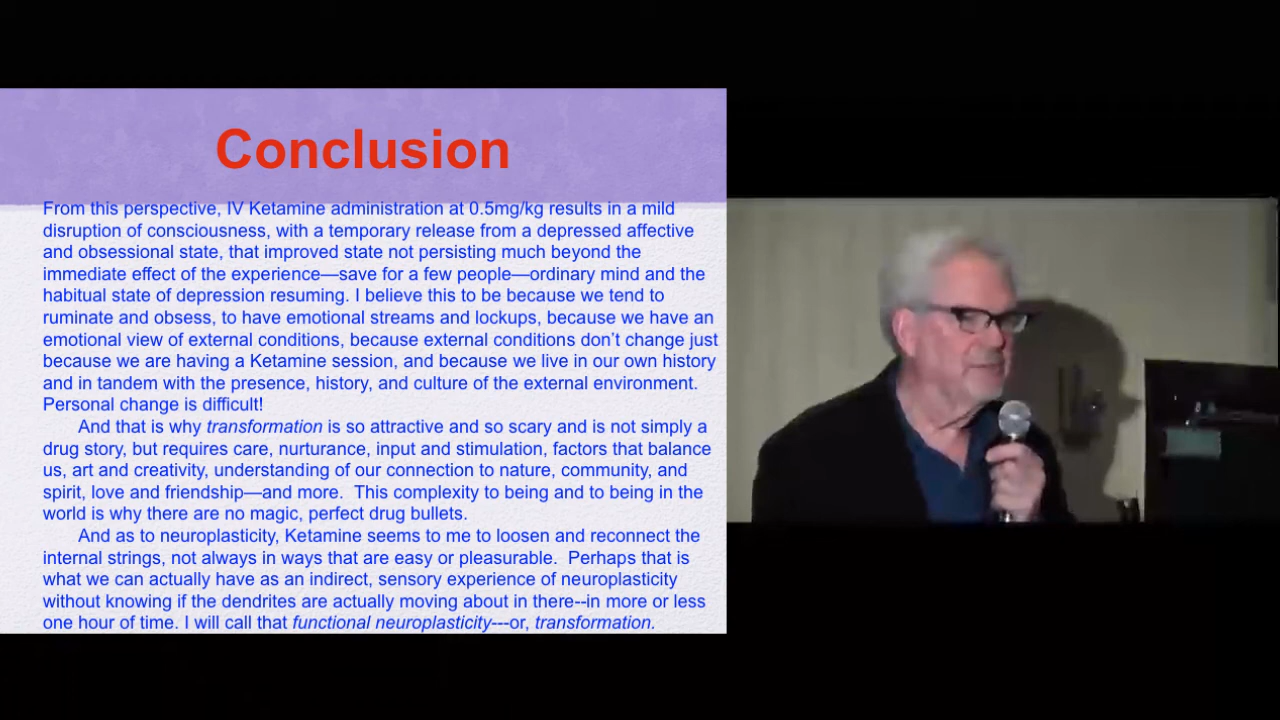 Conclusion
From this perspective, IV Ketamine administration at 0.5mg/kg results in a mild
disruption of consciousness, with a temporary release from a depressed affective
and obsessional state, that improved state not persisting much beyond the
immediate effect of the experience—save for a few people—ordinary mind and the
habitual state of depression resuming. I believe this to be because we tend to
ruminate and obsess, to have emotional streams and lockups, because we have an
emotional view of external conditions, because external conditions don’t change just
because we are having a Ketamine session, and because we live in our own history
and in tandem with the presence, history, and culture of the external environment.
Personal change is difficult!
And that is why transformation is so attractive and so scary and is not simply a
drug story, but requires care, nurturance, input and stimulation, factors that balance
us, art and creativity, understanding of our connection to nature, community, and
spirit, love and friendship—and more.  This complexity to being and to being in the
world is why there are no magic, perfect drug bullets.
And as to neuroplasticity, Ketamine seems to me to loosen and reconnect the
internal strings, not always in ways that are easy or pleasurable.  Perhaps that is
what we can actually have as an indirect, sensory experience of neuroplasticity
without knowing if the dendrites are actually moving about in there--in more or less
one hour of time. I will call that functional neuroplasticity---or, transformation.